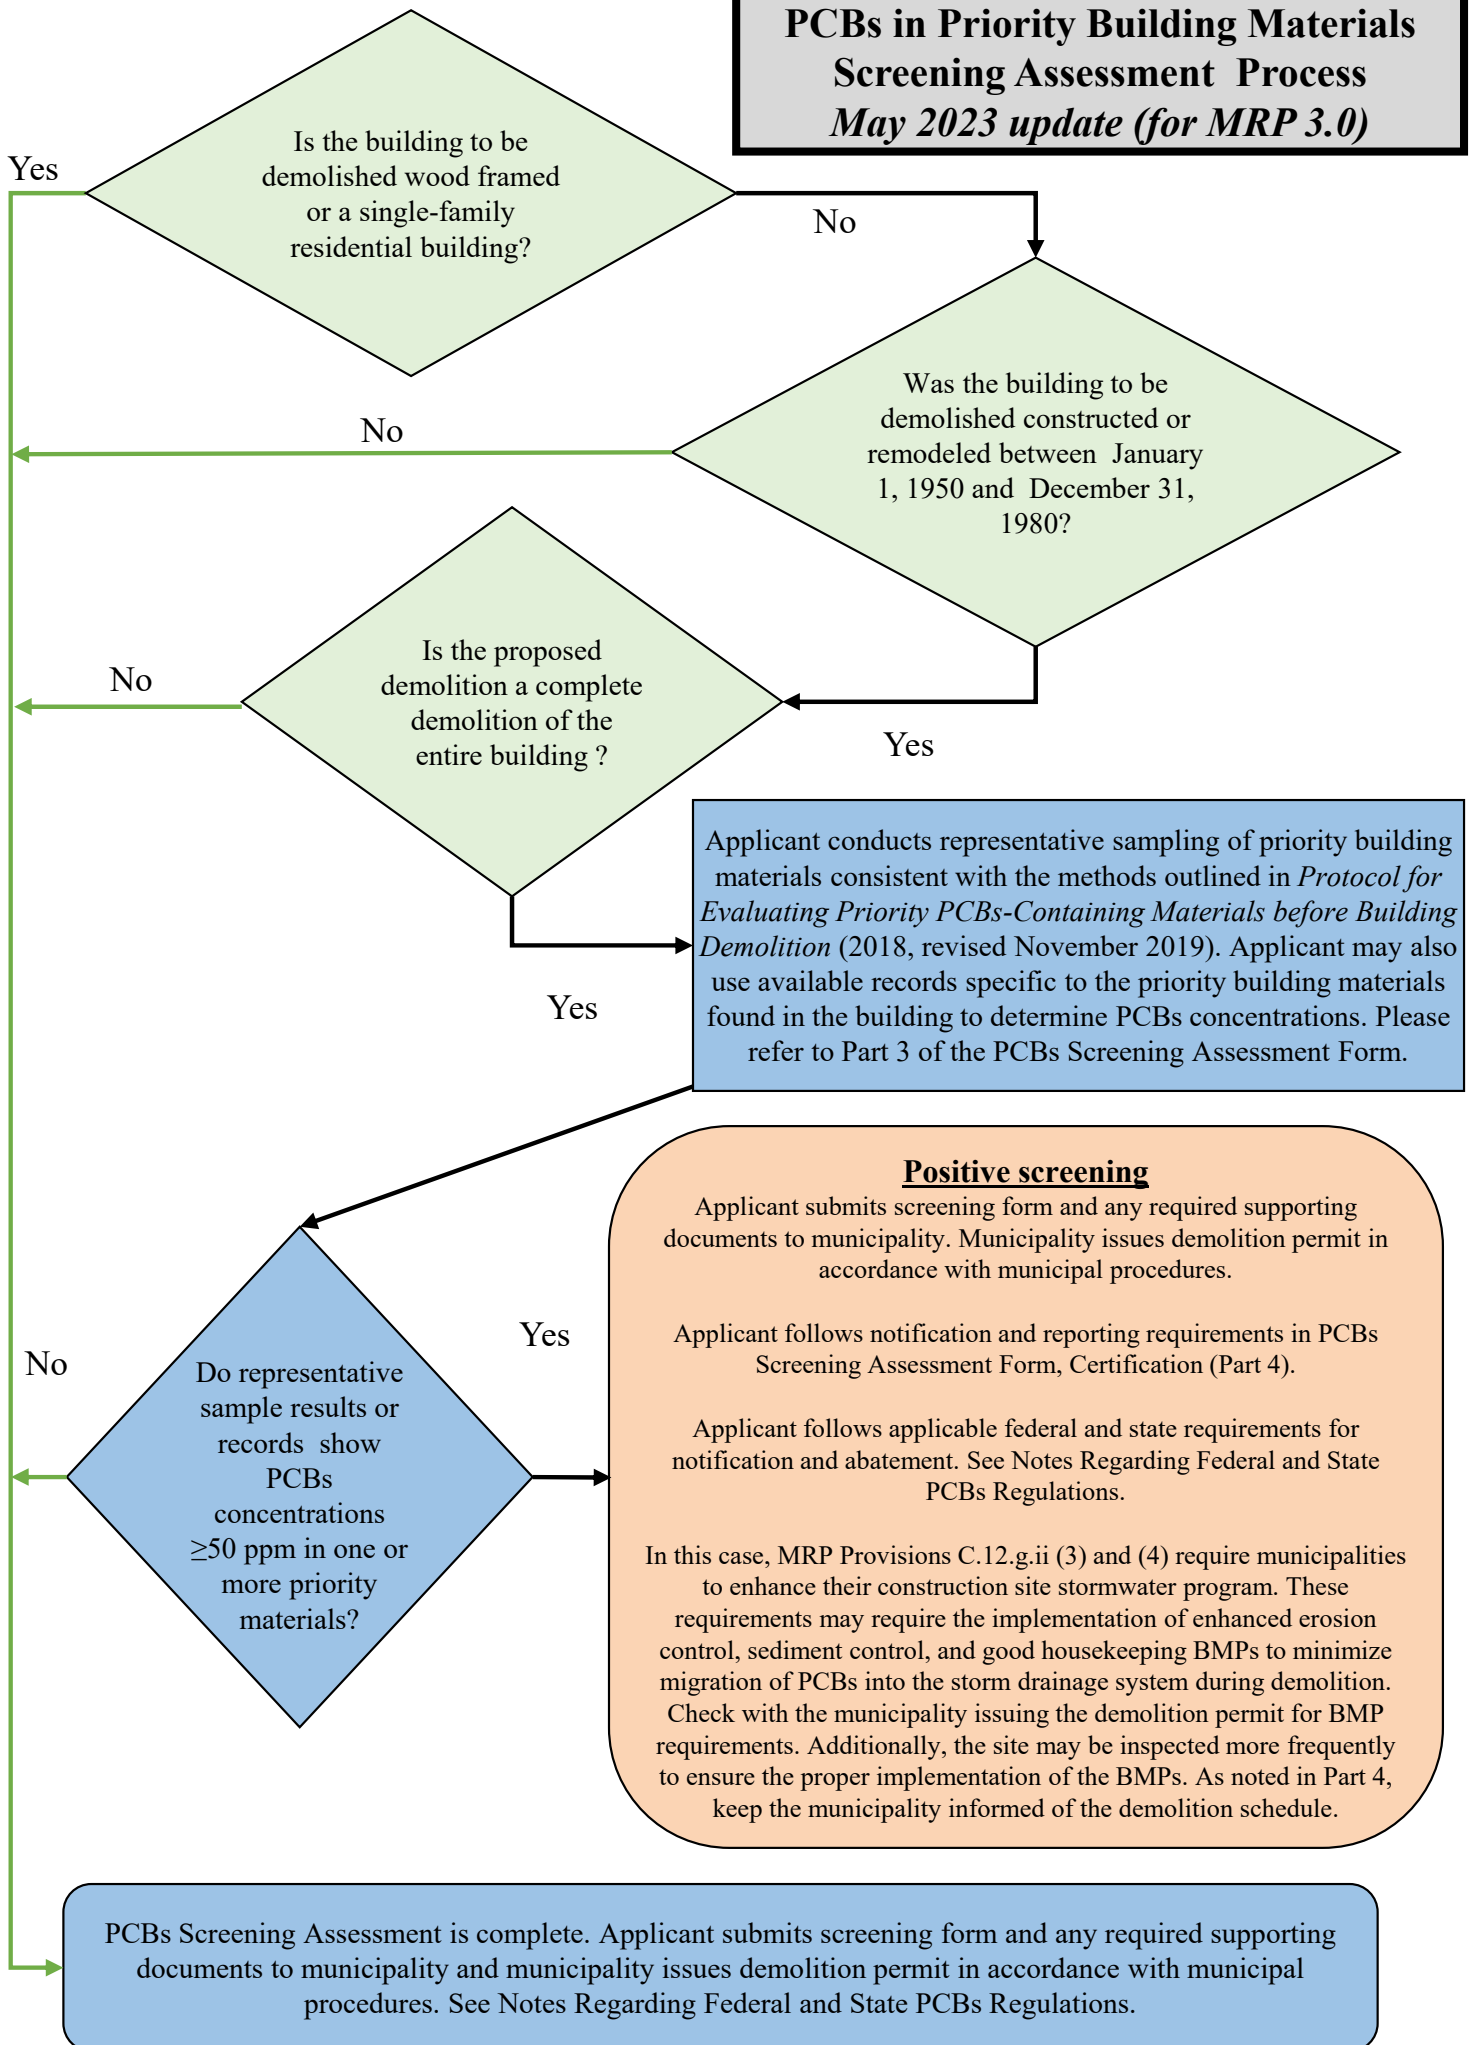 PCBs in Priority Building Materials
Screening Assessment Process
May 2023 update (for MRP 3.0)
Is the building to be
demolished wood framed
or a single-family
residential building?
Yes
No
Was the building to be
demolished constructed or
remodeled between January
1, 1950 and December 31,
1980?
No
Yes
Is the proposed
demolition a complete
demolition of the
entire building ?
No
Yes
Applicant conducts representative sampling of priority building
materials consistent with the methods outlined in Protocol for
Evaluating Priority PCBs-Containing Materials before Building
Demolition (2018, revised November 2019). Applicant may also
use available records specific to the priority building materials
found in the building to determine PCBs concentrations. Please
refer to Part 3 of the PCBs Screening Assessment Form.
Do representative
sample results or
records show
PCBs
concentrations
≥50 ppm in one or
more priority
materials?
No
Yes
Positive screening
Applicant submits screening form and any required supporting
documents to municipality. Municipality issues demolition permit in
accordance with municipal procedures.
Applicant follows notification and reporting requirements in PCBs
Screening Assessment Form, Certification (Part 4).
Applicant follows applicable federal and state requirements for
notification and abatement. See Notes Regarding Federal and State
PCBs Regulations.
In this case, MRP Provisions C.12.g.ii (3) and (4) require municipalities
to enhance their construction site stormwater program. These
requirements may require the implementation of enhanced erosion
control, sediment control, and good housekeeping BMPs to minimize
migration of PCBs into the storm drainage system during demolition.
Check with the municipality issuing the demolition permit for BMP
requirements. Additionally, the site may be inspected more frequently
to ensure the proper implementation of the BMPs. As noted in Part 4,
keep the municipality informed of the demolition schedule.
PCBs Screening Assessment is complete. Applicant submits screening form and any required supporting
documents to municipality and municipality issues demolition permit in accordance with municipal
procedures. See Notes Regarding Federal and State PCBs Regulations.